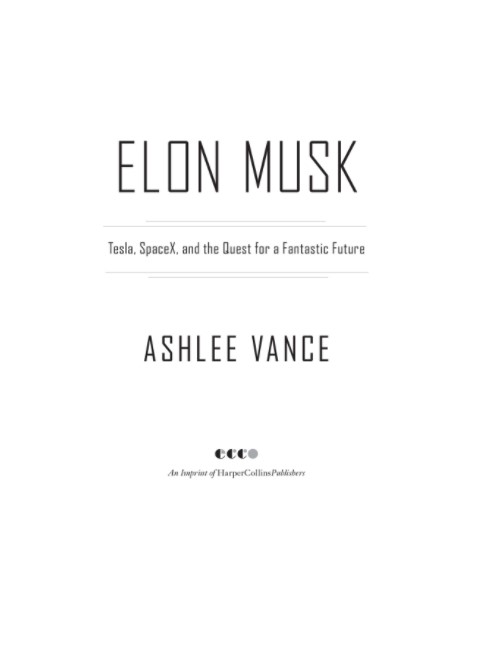 ELON MUSK
Tesla, SpaceX, and the Quest for a Fantastic Future
ASHLEE VANCE
ecco
An Imprint of HarperCollinsPublishers